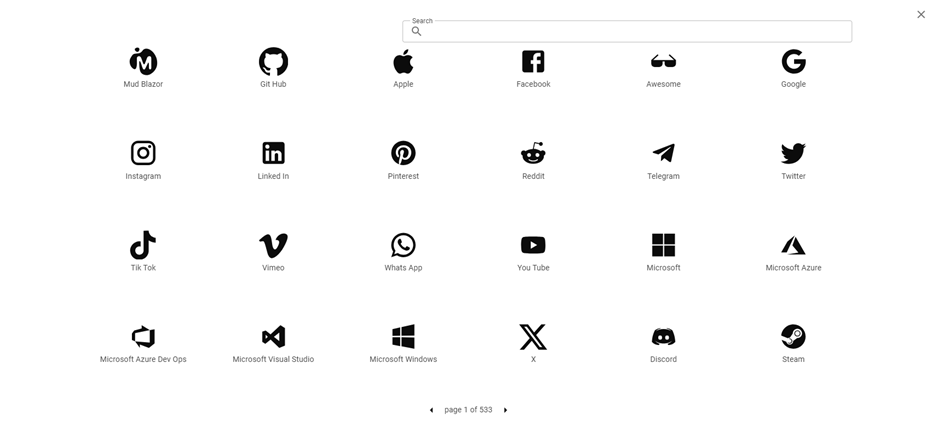 Search
Mud Blazor
Git Hub
Apple
Facebook
Awesome
Google
Instagram
Linked In
Pinterest
Reddit
Telegram
Twitter
Tik Tok
Vimeo
Whats App
You Tube
Microsoft
Microsoft Azure
Microsoft Azure Dev Ops
Microsoft Visual Studio
Microsoft Windows
X
Discord
Steam
page 1 of 533